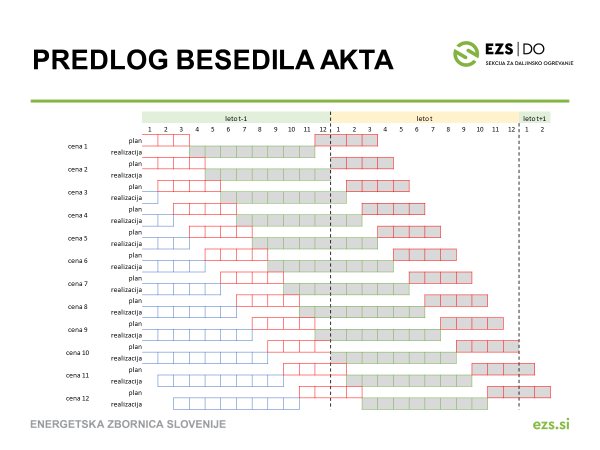 PREDLOG BESEDILA AKTA
EZS | DO
SEKCIJA ZA DALJINSKO OGREVANJE
leto t-1 leto t leto t+1
1 2 3 4 5 6 7 8 9 10 11 12 1 2 3 4 5 6 7 8 9 10 11 12 1 2
cena 1
plan
realizacija
cena 2
plan
realizacija
cena 3
plan
realizacija
cena 4
plan
realizacija
cena 5
plan
realizacija
cena 6
plan
realizacija
cena 7
plan
realizacija
cena 8
plan
realizacija
cena 9
plan
realizacija
cena 10
plan
realizacija
cena 11
plan
realizacija
cena 12
plan
realizacija
ENERGETSKA ZBORNICA SLOVENIJE
ezs.si